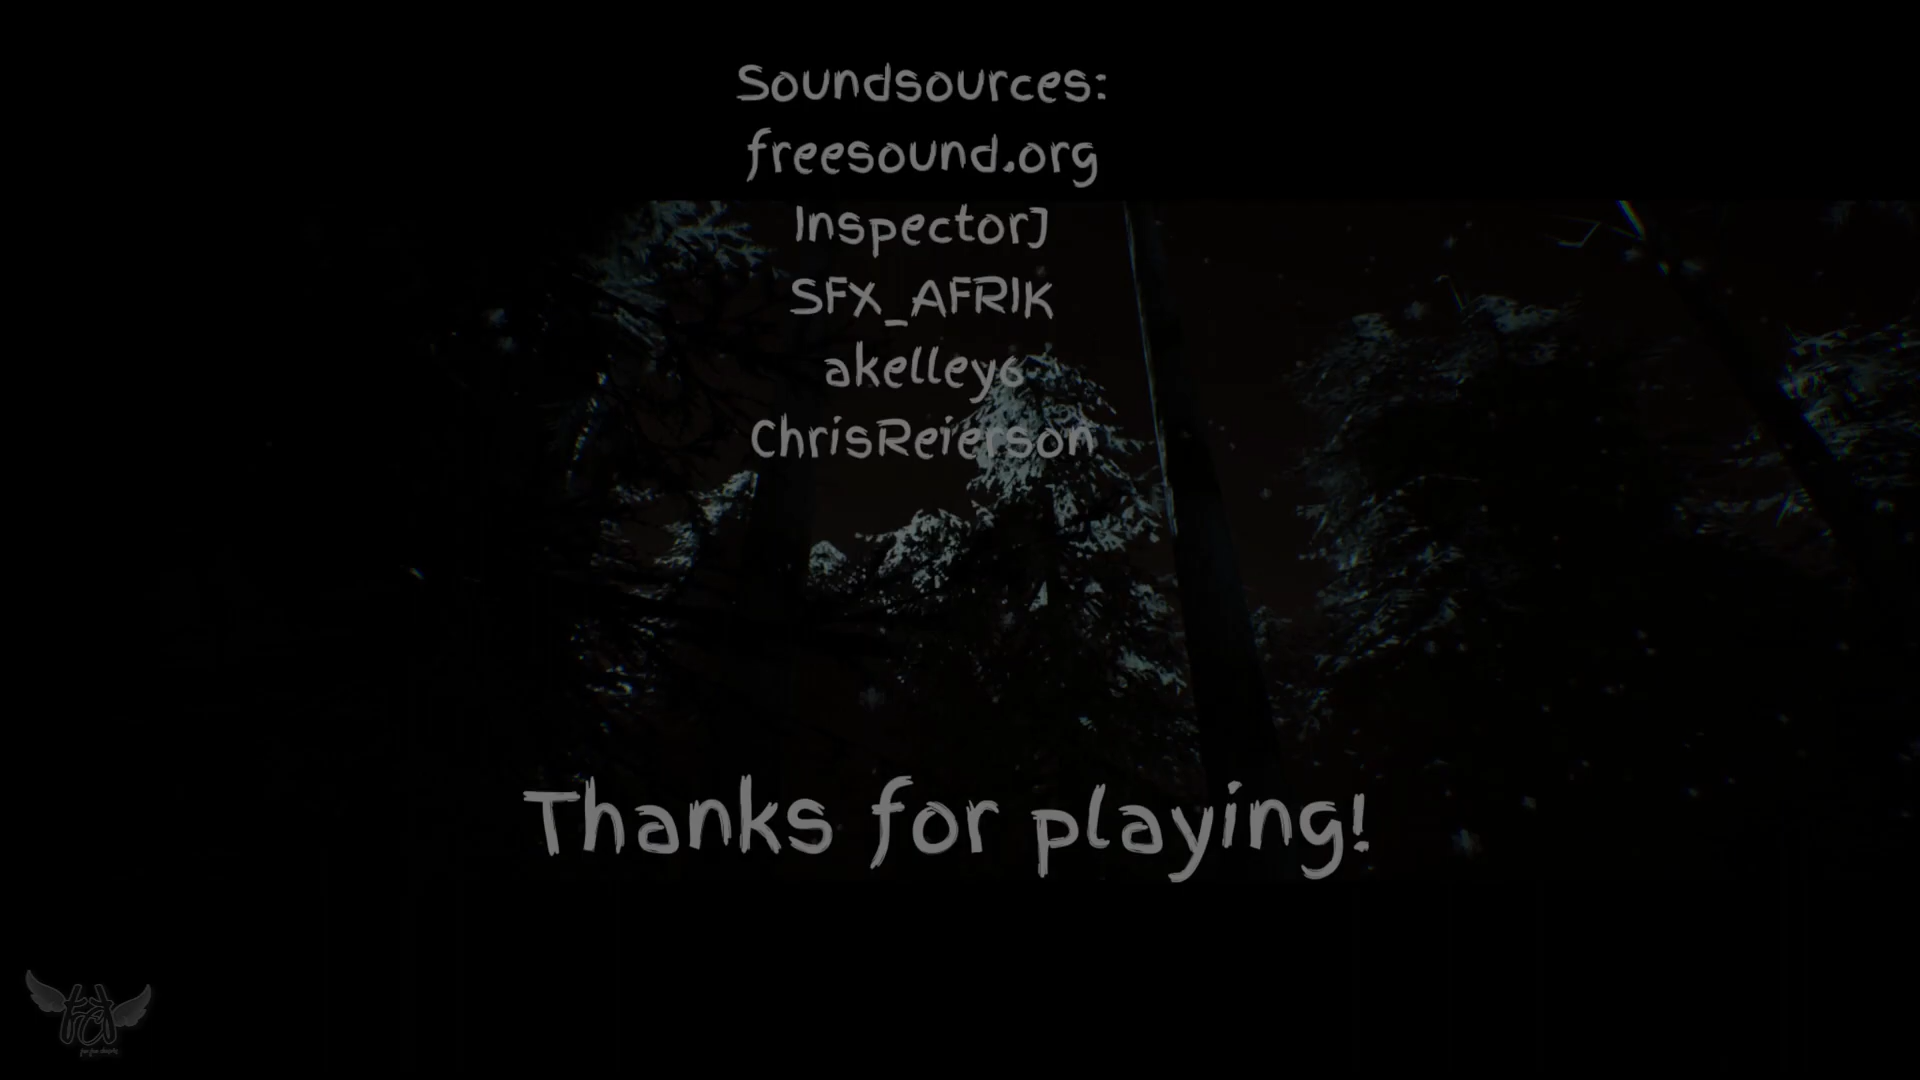 Soundsources:
freesound.org
InspectorJ
SFX_AFRIK
akelley6
ChrisReierson
Thanks for playing!